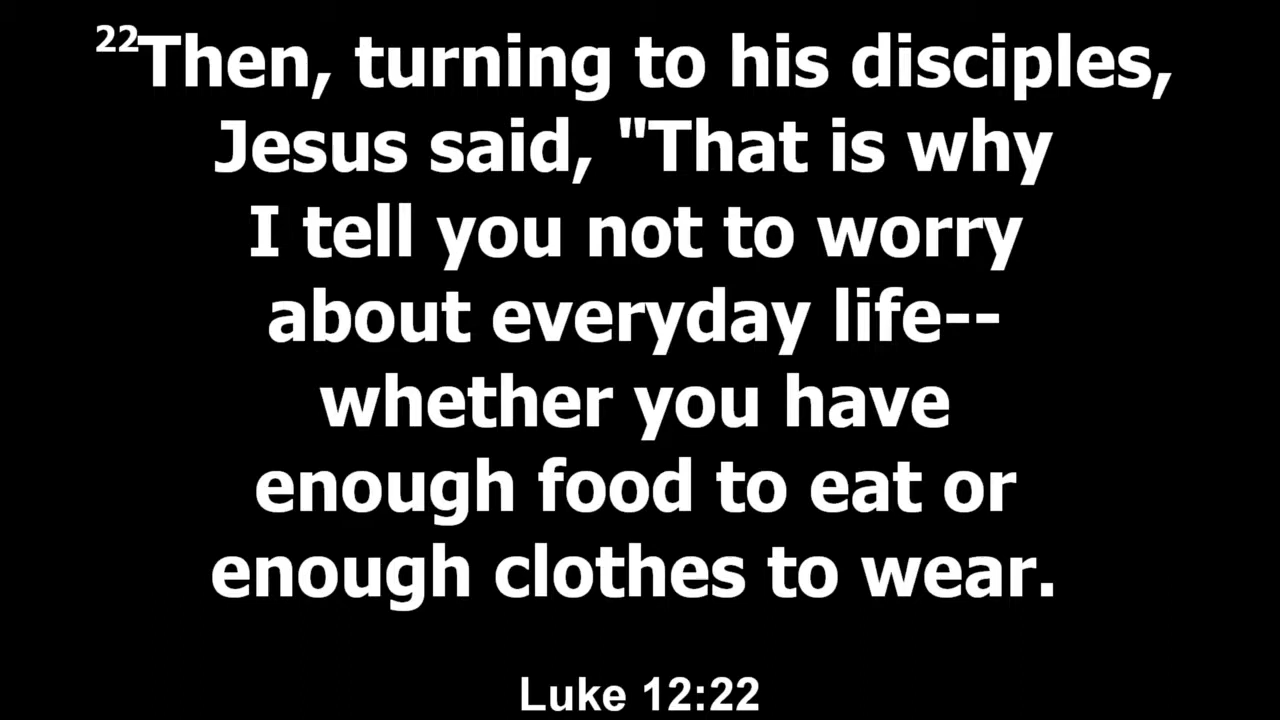 22Then, turning to his disciples,
Jesus said, "That is why
I tell you not to worry
about everyday life--
whether you have
enough food to eat or
enough clothes to wear.
Luke 12:22